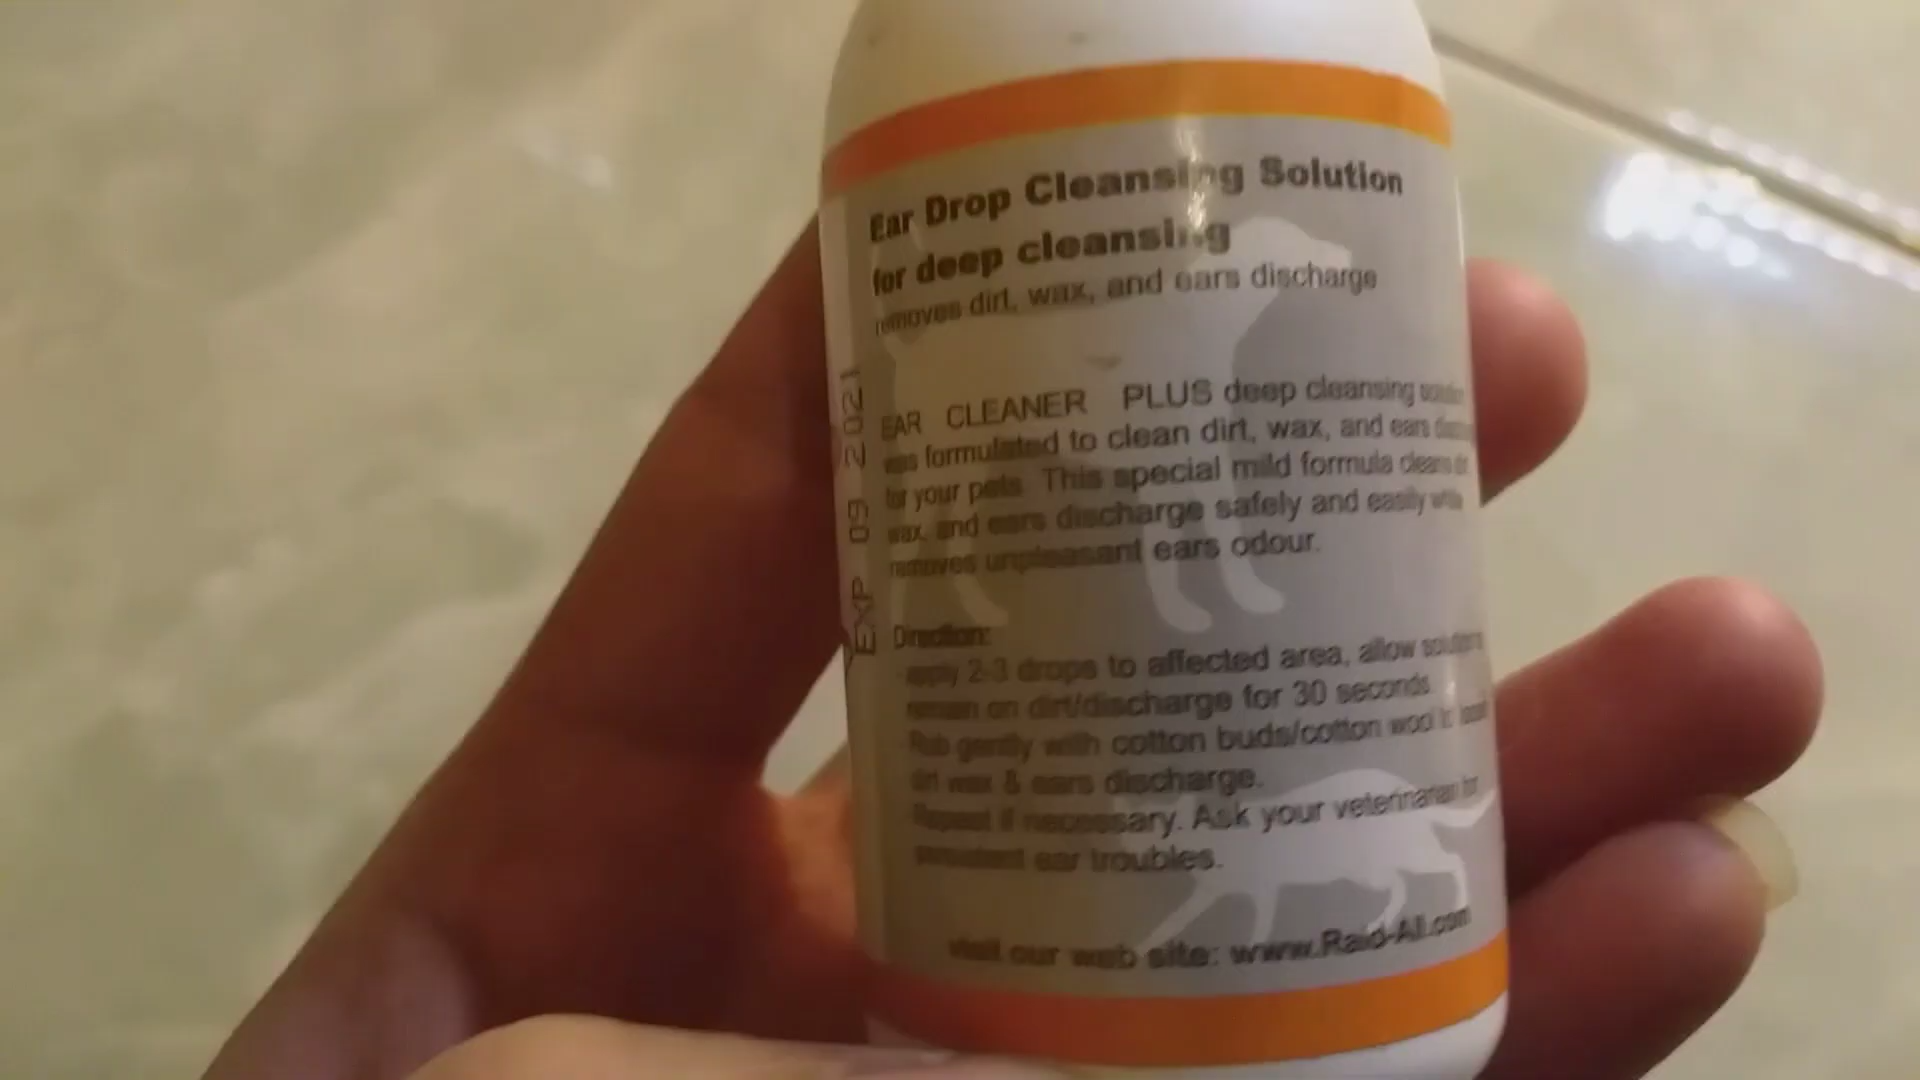 Ear Drop Cleansing Solution
for deep cleansing
removes dirt, wax, and ears discharge
EAR CLEANER PLUS deep cleansing solution
was formulated to clean dirt, wax, and ears
for your pets. This special mild formula cleans
wax, and ears discharge safely and easily while
removes unpleasant ears odour.
Direction:
apply 2-3 drops to affected area, allow
remain on dirt/discharge for 30 seconds.
Rub gently with cotton buds/cotton wool to
dirt wax & ears discharge.
Repeat if necessary. Ask your veterinarian for
persistent ear troubles.
visit our web site: www.Raid-All.com
EXP 09 2021